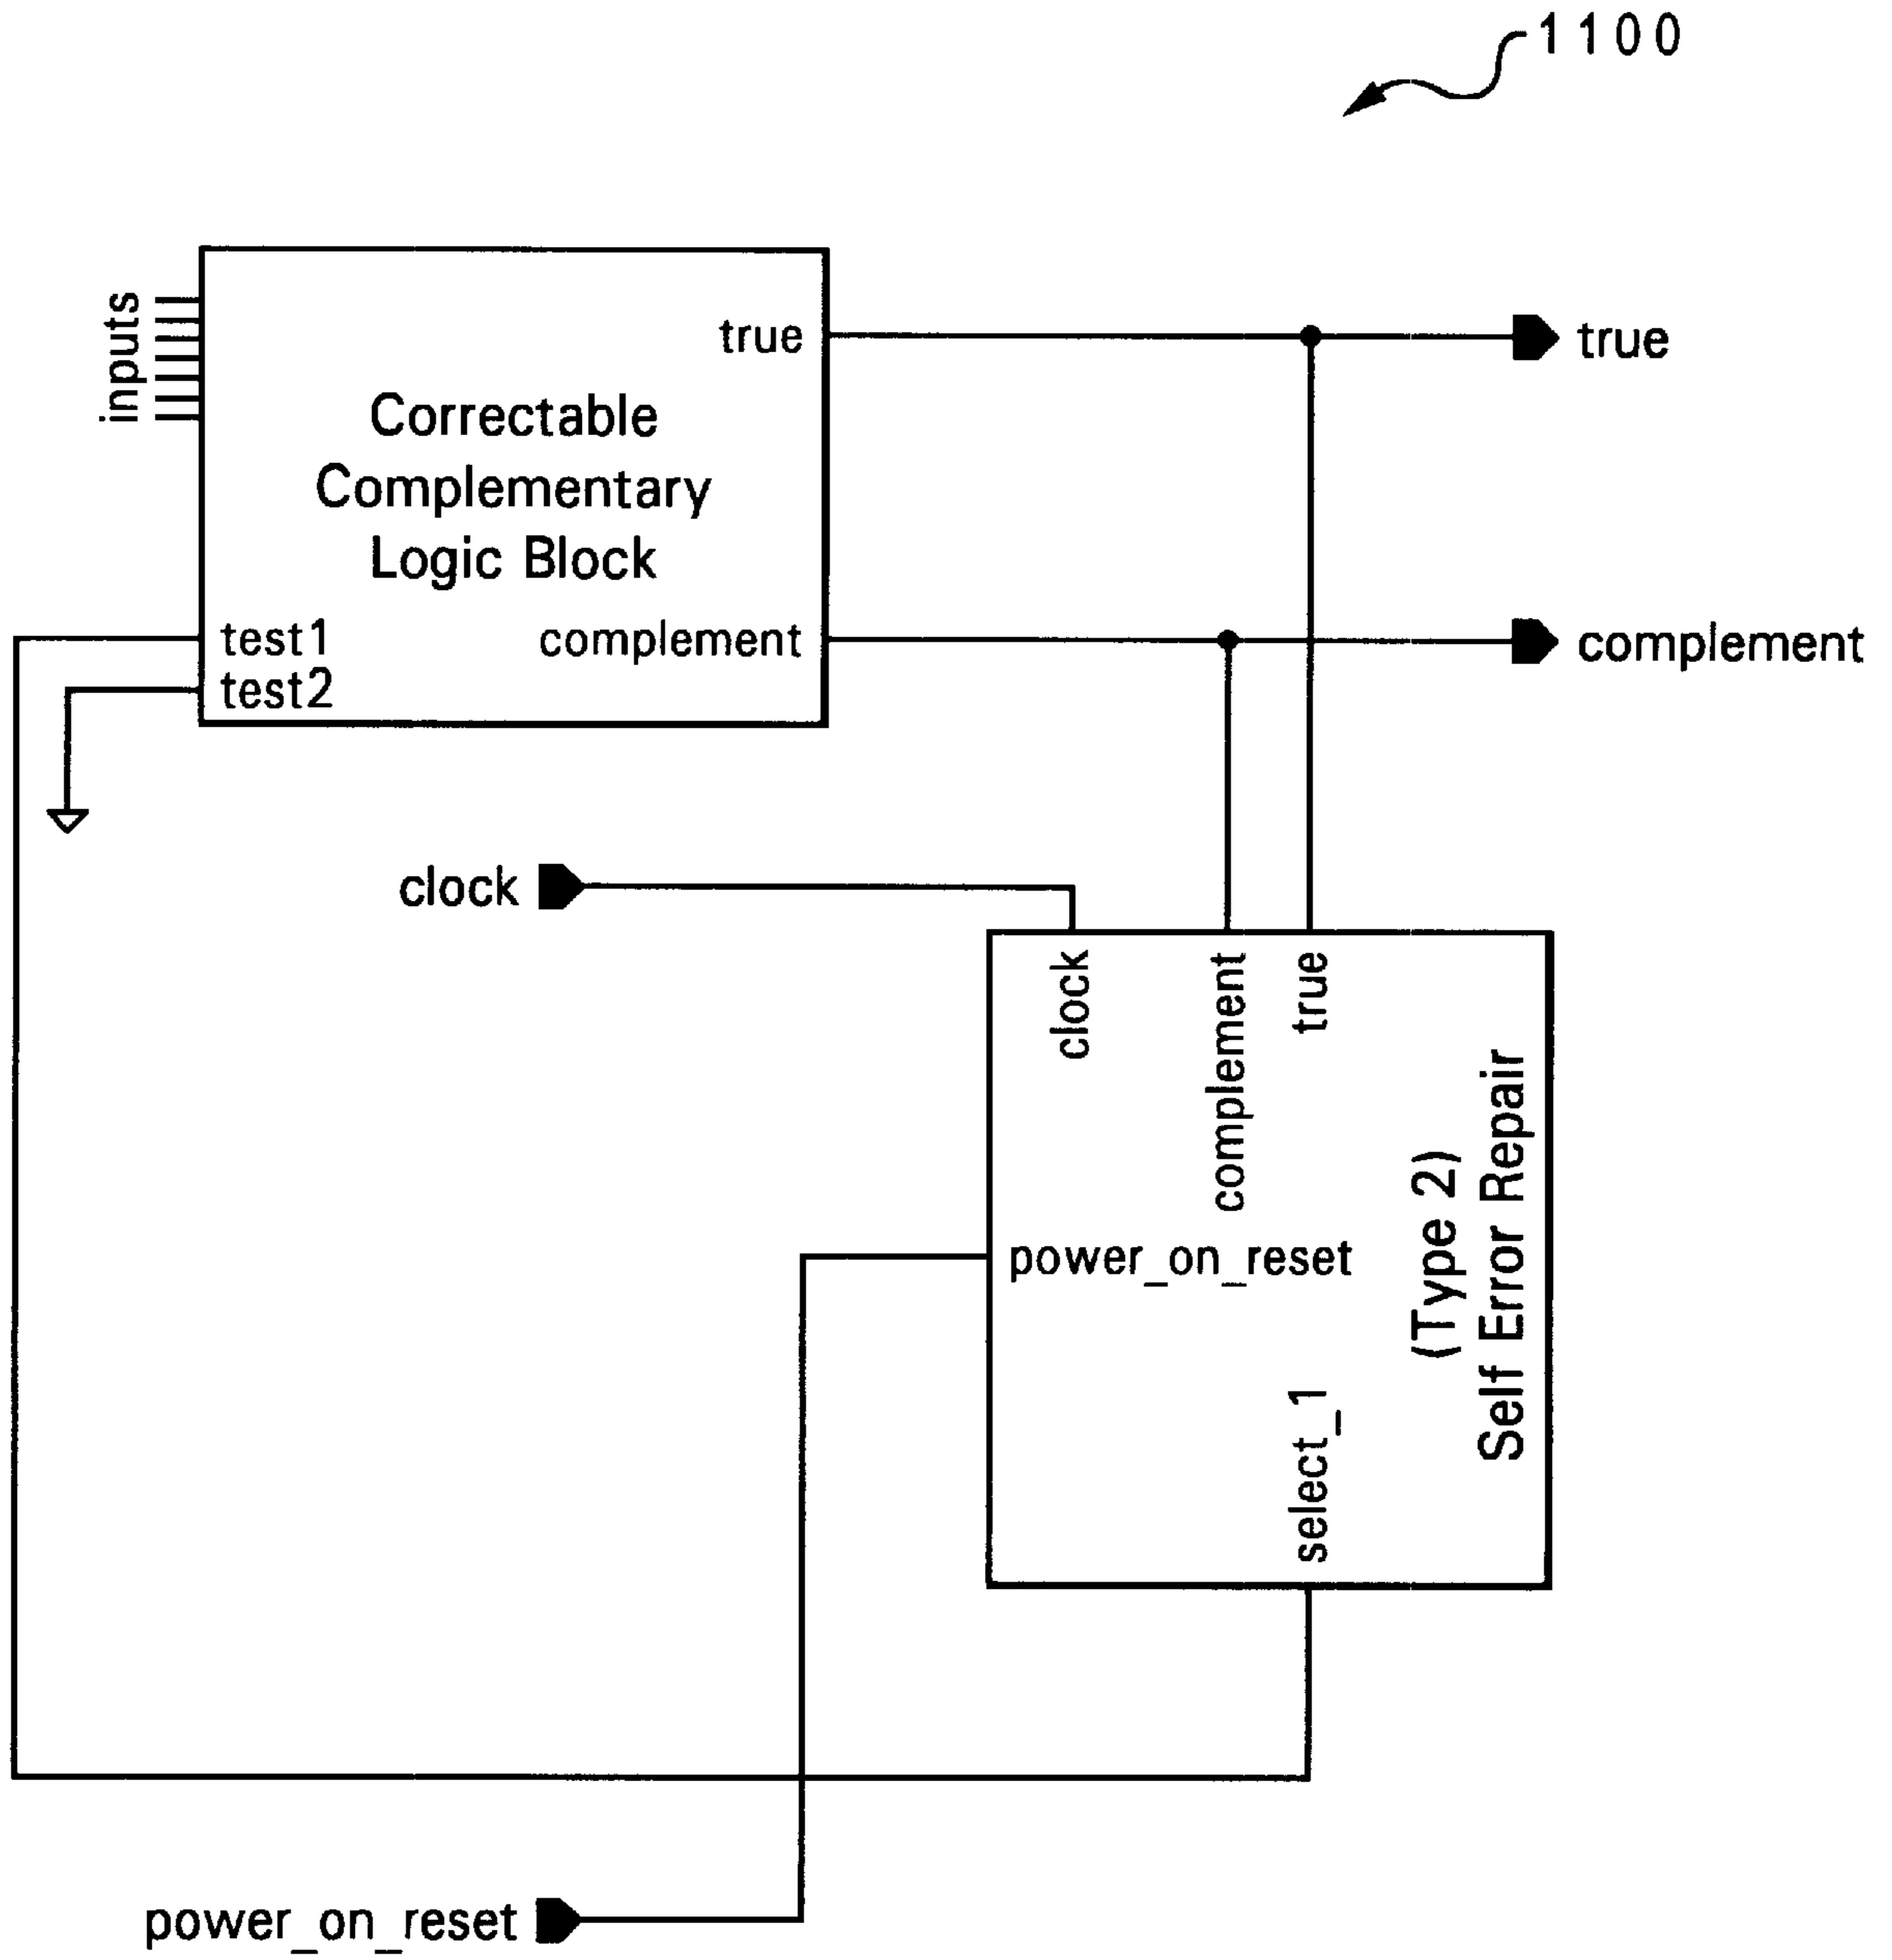 1100
inputs
true
true
Correctable
Complementary
Logic Block
test1
complement
complement
test2
clock
clock
complement
true
power_on_reset
(Type 2)
Self Error Repair
select_1
power_on_reset